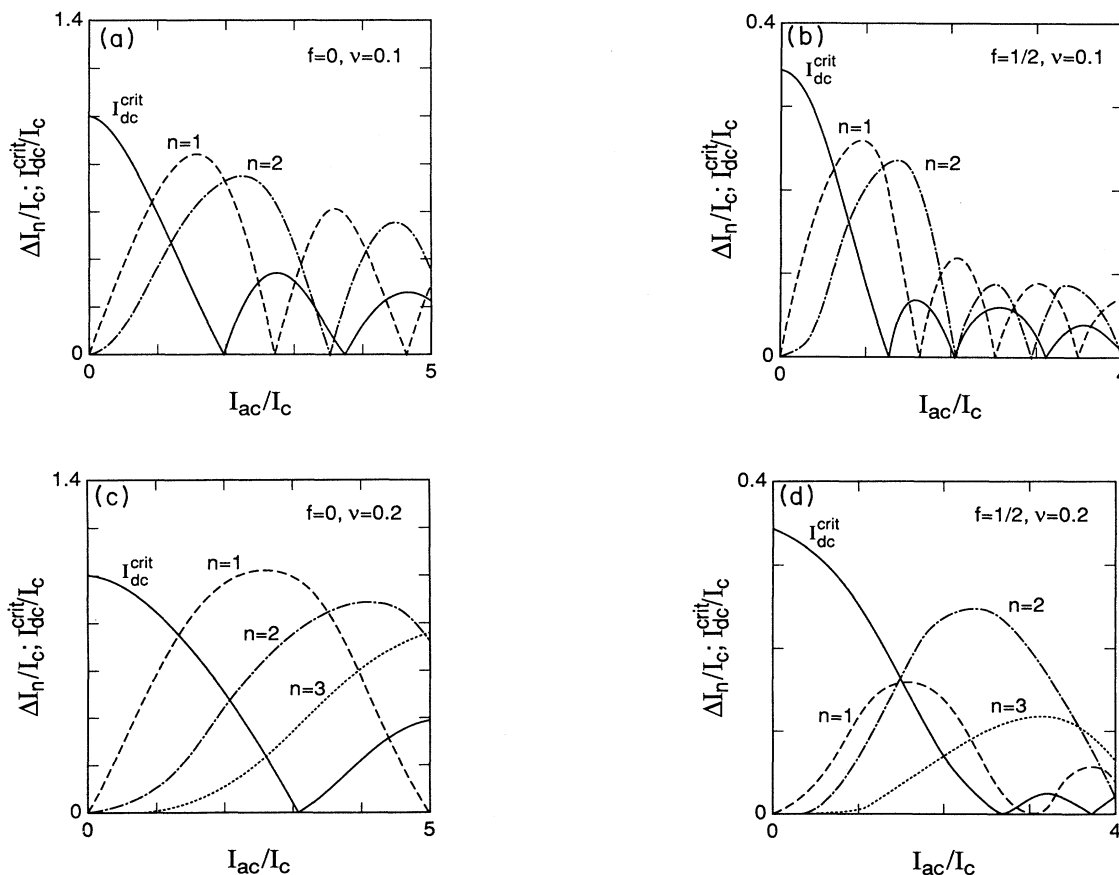 1.4
(a)
f=0, ν=0.1
I_dc^crit
n=1
n=2
ΔI_n/I_c; I_dc^crit/I_c
0
0
5
I_ac/I_c
0.4
(b)
f=1/2, ν=0.1
I_dc^crit
n=1
n=2
ΔI_n/I_c; I_dc^crit/I_c
0
0
4
I_ac/I_c
1.4
(c)
f=0, ν=0.2
I_dc^crit
n=1
n=2
n=3
ΔI_n/I_c; I_dc^crit/I_c
0
0
5
I_ac/I_c
0.4
(d)
f=1/2, ν=0.2
I_dc^crit
n=2
n=1
n=3
ΔI_n/I_c; I_dc^crit/I_c
0
0
4
I_ac/I_c